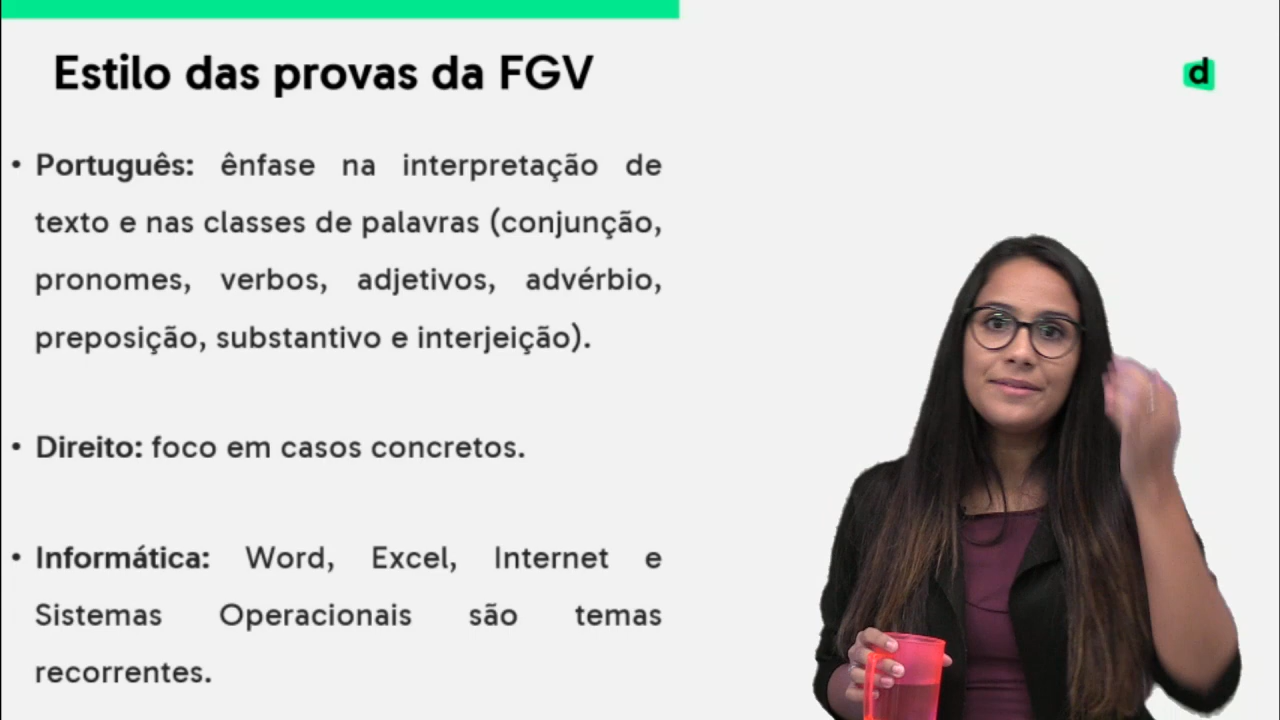 Estilo das provas da FGV
d
• Português: ênfase na interpretação de
texto e nas classes de palavras (conjunção,
pronomes, verbos, adjetivos, advérbio,
preposição, substantivo e interjeição).
• Direito: foco em casos concretos.
• Informática: Word, Excel, Internet e
Sistemas Operacionais são temas
recorrentes.